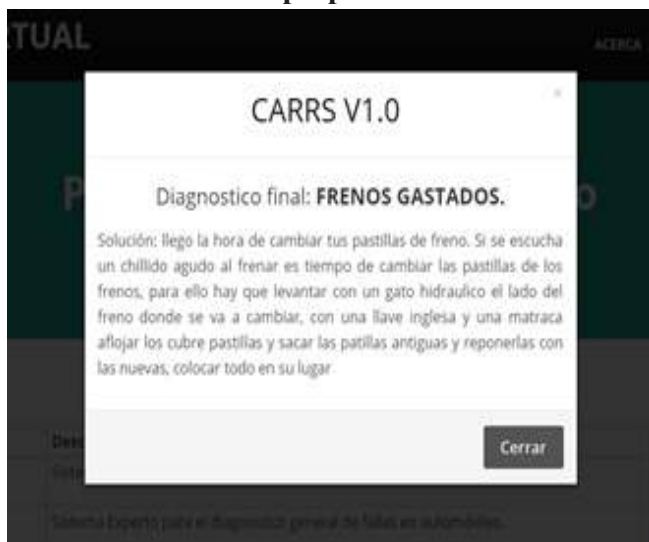 TUAL
ACERCA
CARRS V1.0
×
P
O
Diagnostico final: FRENOS GASTADOS.
Solución: llego la hora de cambiar tus pastillas de freno. Si se escucha
un chillido agudo al frenar es tiempo de cambiar las pastillas de los
frenos, para ello hay que levantar con un gato hidraulico el lado del
freno donde se va a cambiar, con una llave inglesa y una matraca
aflojar los cubre pastillas y sacar las patillas antiguas y reponerlas con
las nuevas, colocar todo en su lugar
Cerrar
Sistema Experto para el diagnostico general de fallas en automóviles.